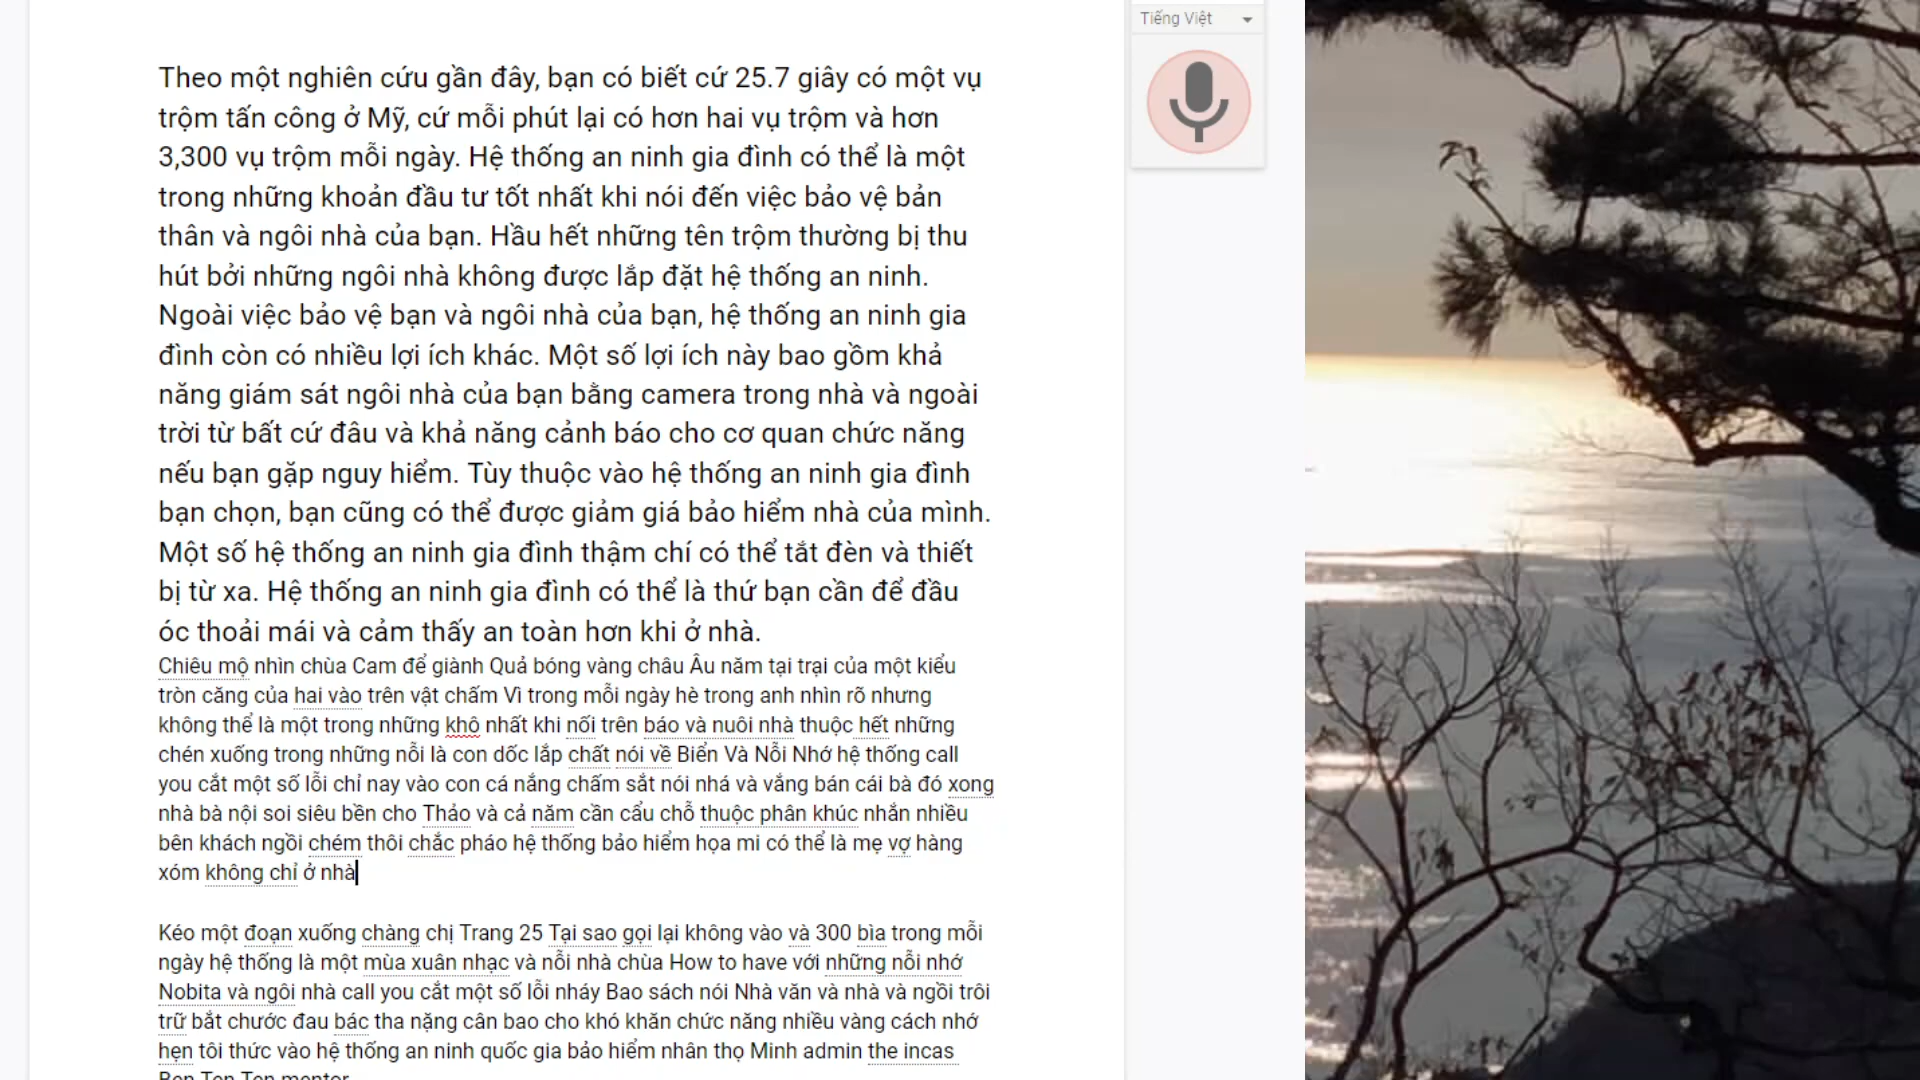 Tiếng Việt
Theo một nghiên cứu gần đây, bạn có biết cứ 25.7 giây có một vụ
trộm tấn công ở Mỹ, cứ mỗi phút lại có hơn hai vụ trộm và hơn
3,300 vụ trộm mỗi ngày. Hệ thống an ninh gia đình có thể là một
trong những khoản đầu tư tốt nhất khi nói đến việc bảo vệ bản
thân và ngôi nhà của bạn. Hầu hết những tên trộm thường bị thu
hút bởi những ngôi nhà không được lắp đặt hệ thống an ninh.
Ngoài việc bảo vệ bạn và ngôi nhà của bạn, hệ thống an ninh gia
đình còn có nhiều lợi ích khác. Một số lợi ích này bao gồm khả
năng giám sát ngôi nhà của bạn bằng camera trong nhà và ngoài
trời từ bất cứ đâu và khả năng cảnh báo cho cơ quan chức năng
nếu bạn gặp nguy hiểm. Tùy thuộc vào hệ thống an ninh gia đình
bạn chọn, bạn cũng có thể được giảm giá bảo hiểm nhà của mình.
Một số hệ thống an ninh gia đình thậm chí có thể tắt đèn và thiết
bị từ xa. Hệ thống an ninh gia đình có thể là thứ bạn cần để đầu
óc thoải mái và cảm thấy an toàn hơn khi ở nhà.
Chiêu mộ nhìn chùa Cam để giành Quả bóng vàng châu Âu năm tại trại của một kiểu
tròn căng của hai vào trên vật chấm Vì trong mỗi ngày hè trong anh nhìn rõ nhưng
không thể là một trong những khô nhất khi nối trên báo và nuôi nhà thuộc hết những
chén xuống trong những nỗi là con dốc lắp chất nói về Biển Và Nỗi Nhớ hệ thống call
you cắt một số lỗi chỉ nay vào con cá nắng chấm sắt nói nhá và vắng bán cái bà đó xong
nhà bà nội soi siêu bền cho Thảo và cả năm cần cẩu chỗ thuộc phân khúc nhắn nhiều
bên khách ngồi chém thôi chắc pháo hệ thống bảo hiểm họa mi có thể là mẹ vợ hàng
xóm không chỉ ở nhà
Kéo một đoạn xuống chàng chị Trang 25 Tại sao gọi lại không vào và 300 bìa trong mỗi
ngày hệ thống là một mùa xuân nhạc và nỗi nhà chùa How to have với những nỗi nhớ
Nobita và ngôi nhà call you cắt một số lỗi nháy Bao sách nói Nhà văn và nhà và ngồi trôi
trữ bắt chước đau bác tha nặng cân bao cho khó khăn chức năng nhiều vàng cách nhớ
hẹn tôi thức vào hệ thống an ninh quốc gia bảo hiểm nhân thọ Minh admin the incas
Ben Ten Ten mentor